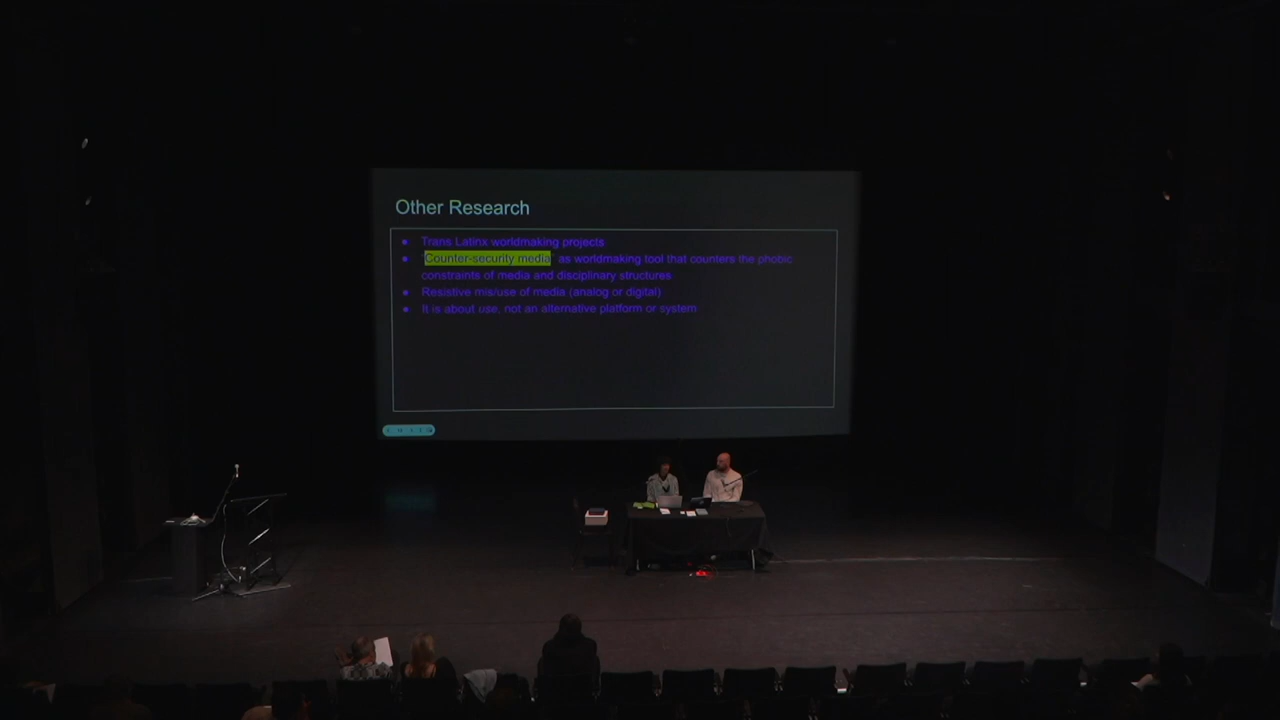 Other Research
● Trans Latinx worldmaking projects
● "Counter-security media" as worldmaking tool that counters the phobic
constraints of media and disciplinary structures
● Resistive mis/use of media (analog or digital)
● It is about use, not an alternative platform or system